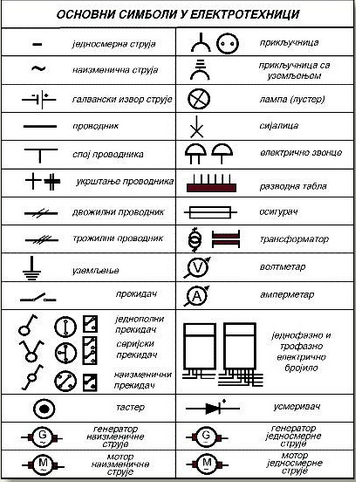 ОСНОВНИ СИМБОЛИ У ЕЛЕКТРОТЕХНИЦИ
једносмерна струја
прикључница
наизменична струја
прикључница са
уземљењем
галвански извор струје
лампа (лустер)
проводник
сијалица
спој проводника
електрично звонце
укрштање проводника
разводна табла
двожилни проводник
осигурач
трожилни проводник
трансформатор
уземљење
V
волтметар
прекидач
A
амперметар
једнополни
прекидач
серијски
прекидач
наизменични
прекидач
једнофазно и
трофазно
електрично
бројило
тастер
усмеривач
G
генератор
наизменичне
струје
G
генератор
једносмерне
струје
M
мотор
наизменичне
струје
M
мотор
једносмерне
струје